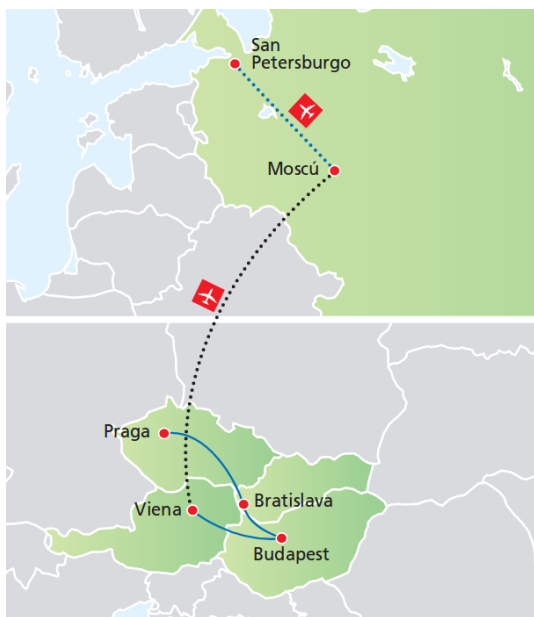 San
Petersburgo
Moscú
Praga
Bratislava
Viena
Budapest